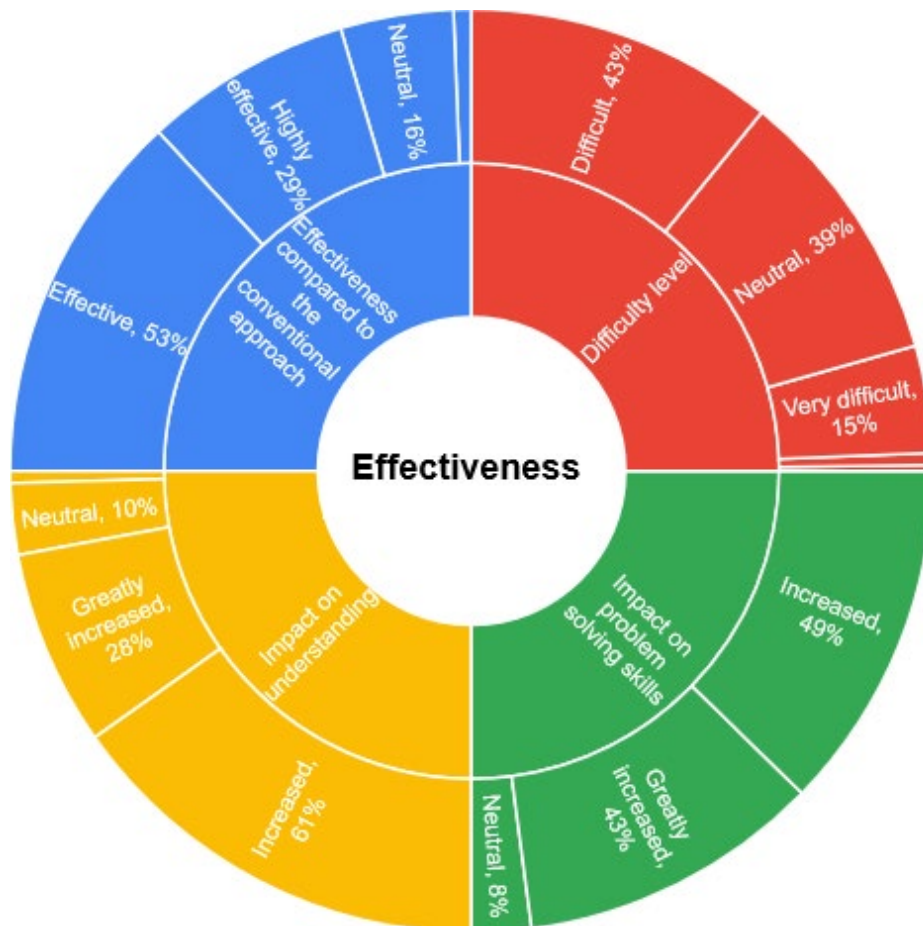 Effectiveness
Difficulty level
Difficult, 43%
Neutral, 39%
Very difficult,
15%
Impact on
problem
solving skills
Increased,
49%
Greatly
increased,
43%
Neutral, 8%
Impact on
understanding
Increased,
61%
Greatly
increased,
28%
Neutral, 10%
Effectiveness
compared to
the
conventional
approach
Effective, 53%
Highly
effective, 29%
Neutral, 16%